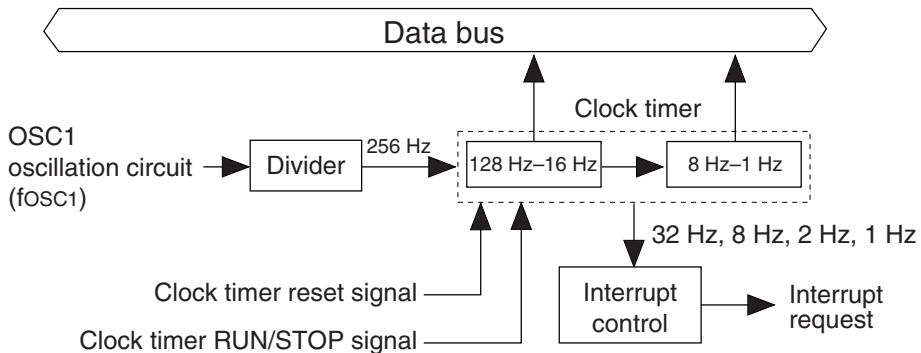 Data bus
Clock timer
OSC1
oscillation circuit
(fOSC1)
Divider
256 Hz
128 Hz–16 Hz
8 Hz–1 Hz
32 Hz, 8 Hz, 2 Hz, 1 Hz
Clock timer reset signal
Clock timer RUN/STOP signal
Interrupt
control
Interrupt
request